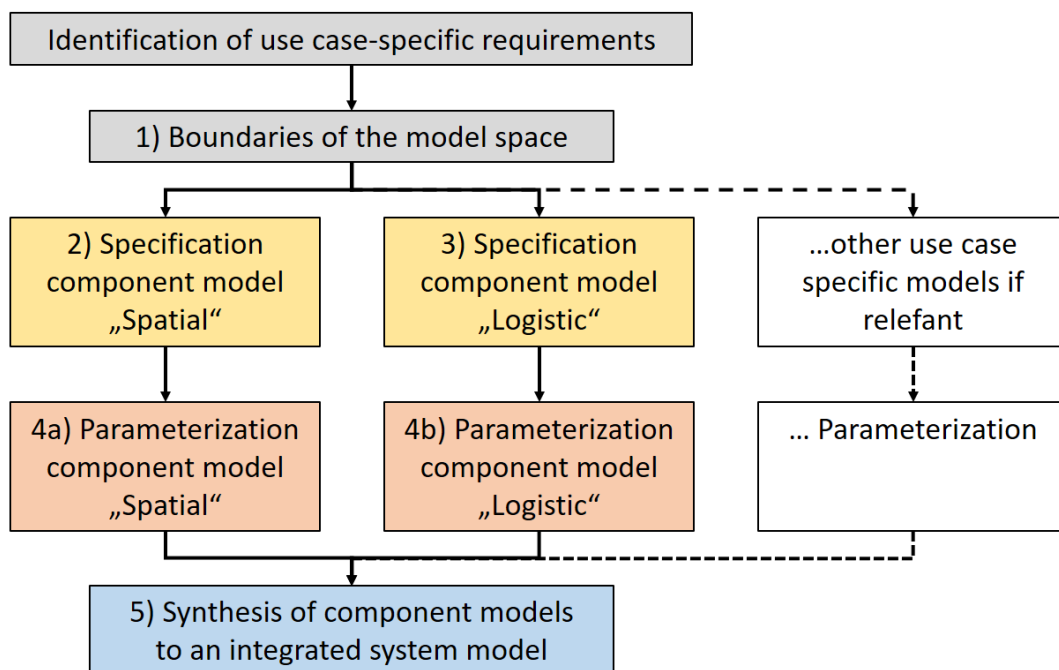 Identification of use case-specific requirements
1) Boundaries of the model space
2) Specification
component model
„Spatial“
3) Specification
component model
„Logistic“
...other use case
specific models if
relefant
4a) Parameterization
component model
„Spatial“
4b) Parameterization
component model
„Logistic“
... Parameterization
5) Synthesis of component models
to an integrated system model